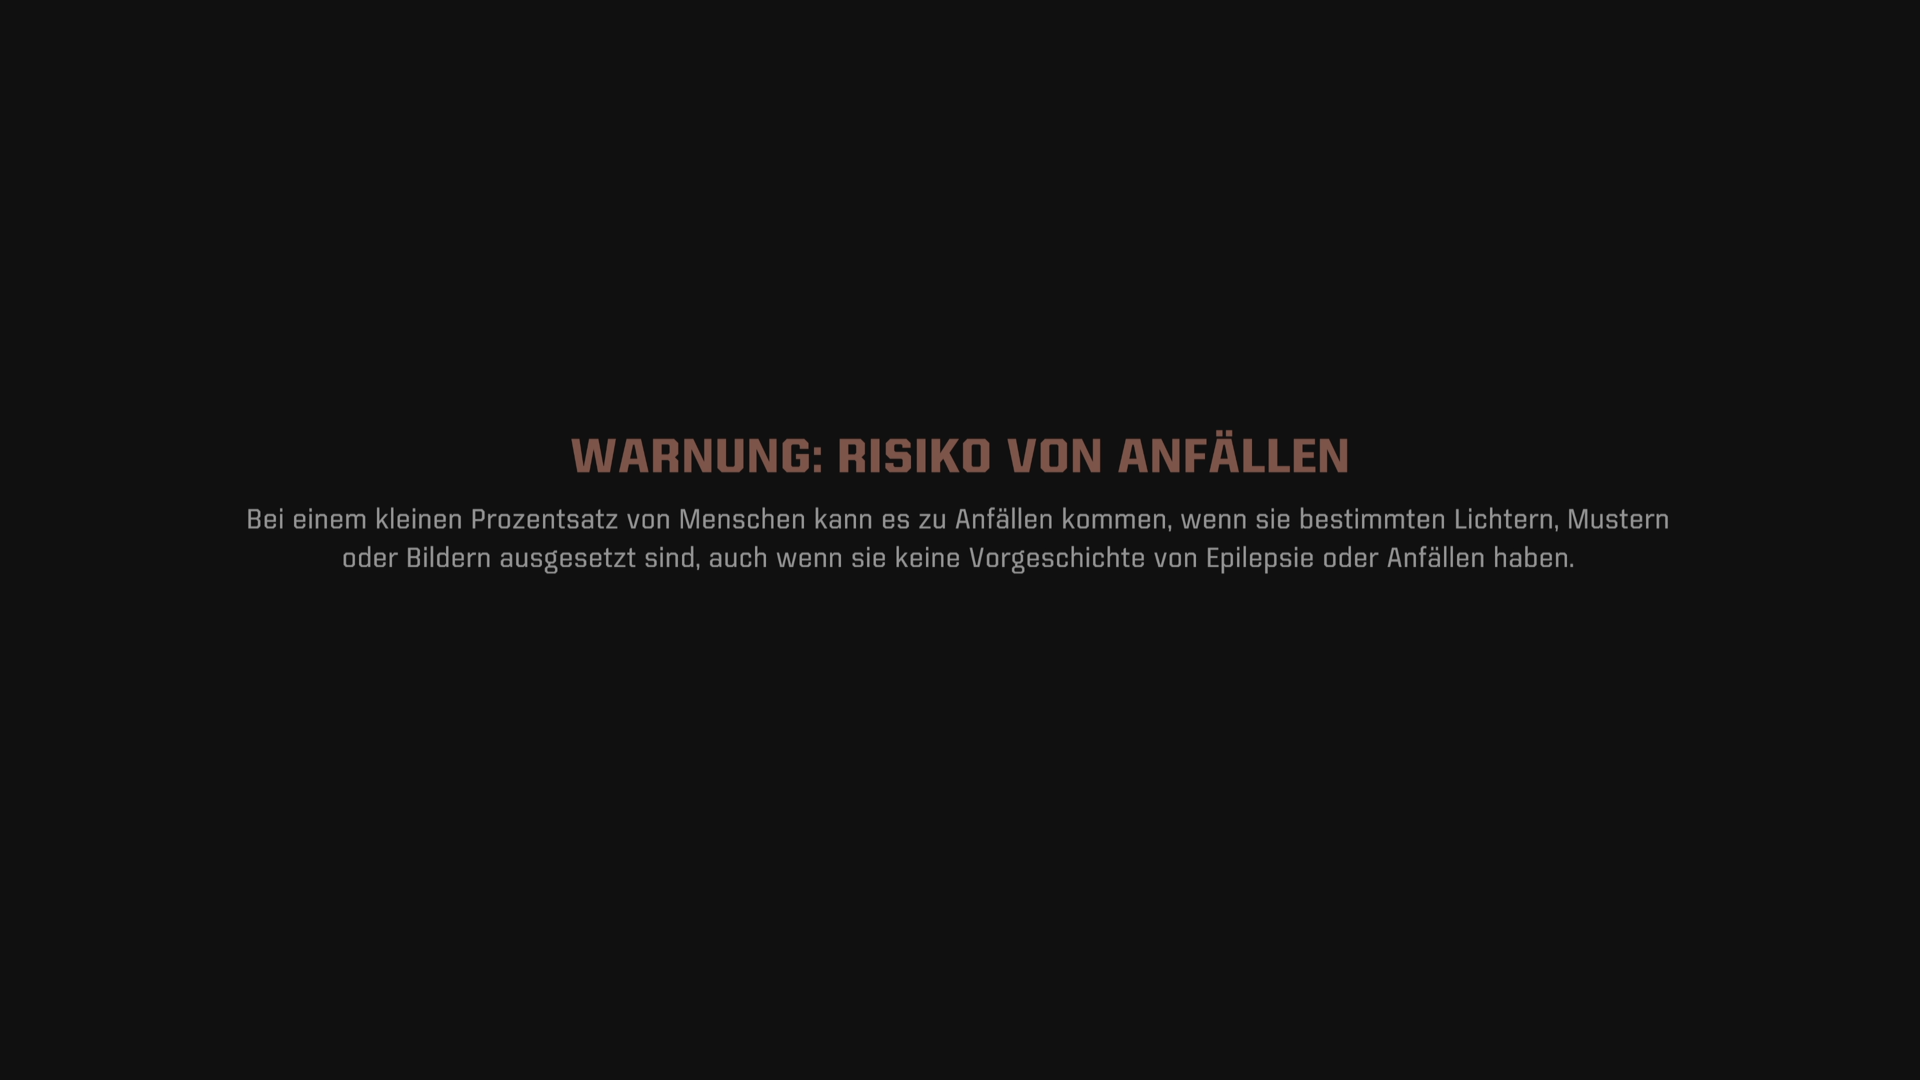 WARNUNG: RISIKO VON ANFÄLLEN
Bei einem kleinen Prozentsatz von Menschen kann es zu Anfällen kommen, wenn sie bestimmten Lichtern, Mustern
oder Bildern ausgesetzt sind, auch wenn sie keine Vorgeschichte von Epilepsie oder Anfällen haben.